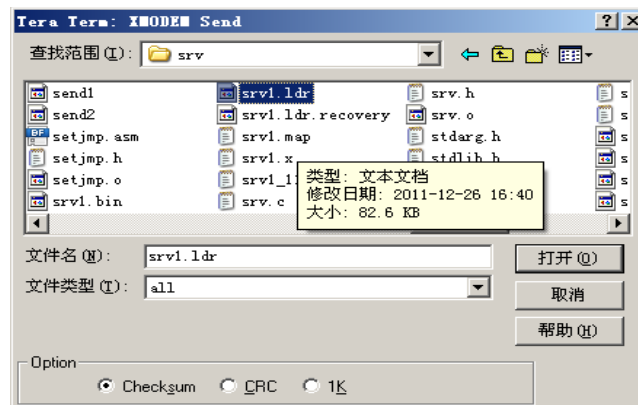 Tera Term: XMODEM Send
查找范围(I):
srv
send1
send2
setjmp.asm
setjmp.h
setjmp.o
srv1.bin
srv1.ldr
srv1.ldr.recovery
srv1.map
srv1.x
srv.c
srv.h
srv.o
stdarg.h
stdlib.h
类型: 文本文档
修改日期: 2011-12-26 16:40
大小: 82.6 KB
文件名(N):
srv1.ldr
打开(O)
文件类型(T):
all
取消
帮助(H)
Option
Checksum
CRC
1K